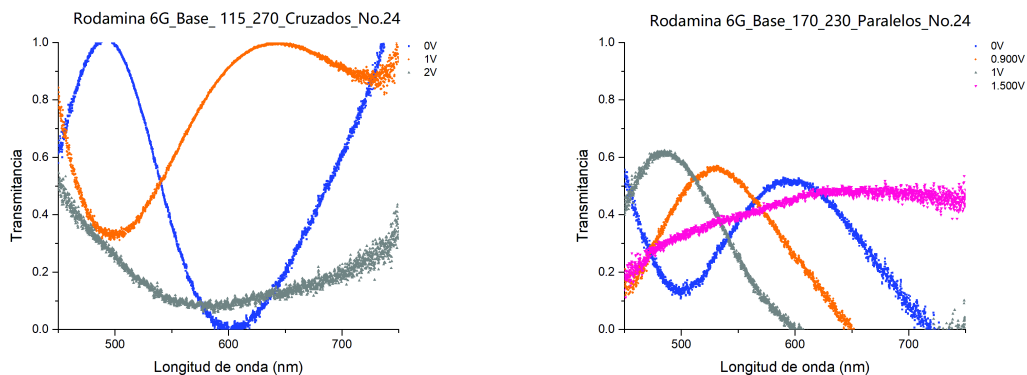 Rodamina 6G_Base_ 115_270_Cruzados_No.24
1.0
0.8
0.6
0.4
0.2
0.0
Transmitancia
500
600
700
Longitud de onda (nm)
0V
1V
2V
Rodamina 6G_Base_170_230_Paralelos_No.24
1.0
0.8
0.6
0.4
0.2
0.0
Transmitancia
500
600
700
Longitud de onda (nm)
0V
0.900V
1V
1.500V